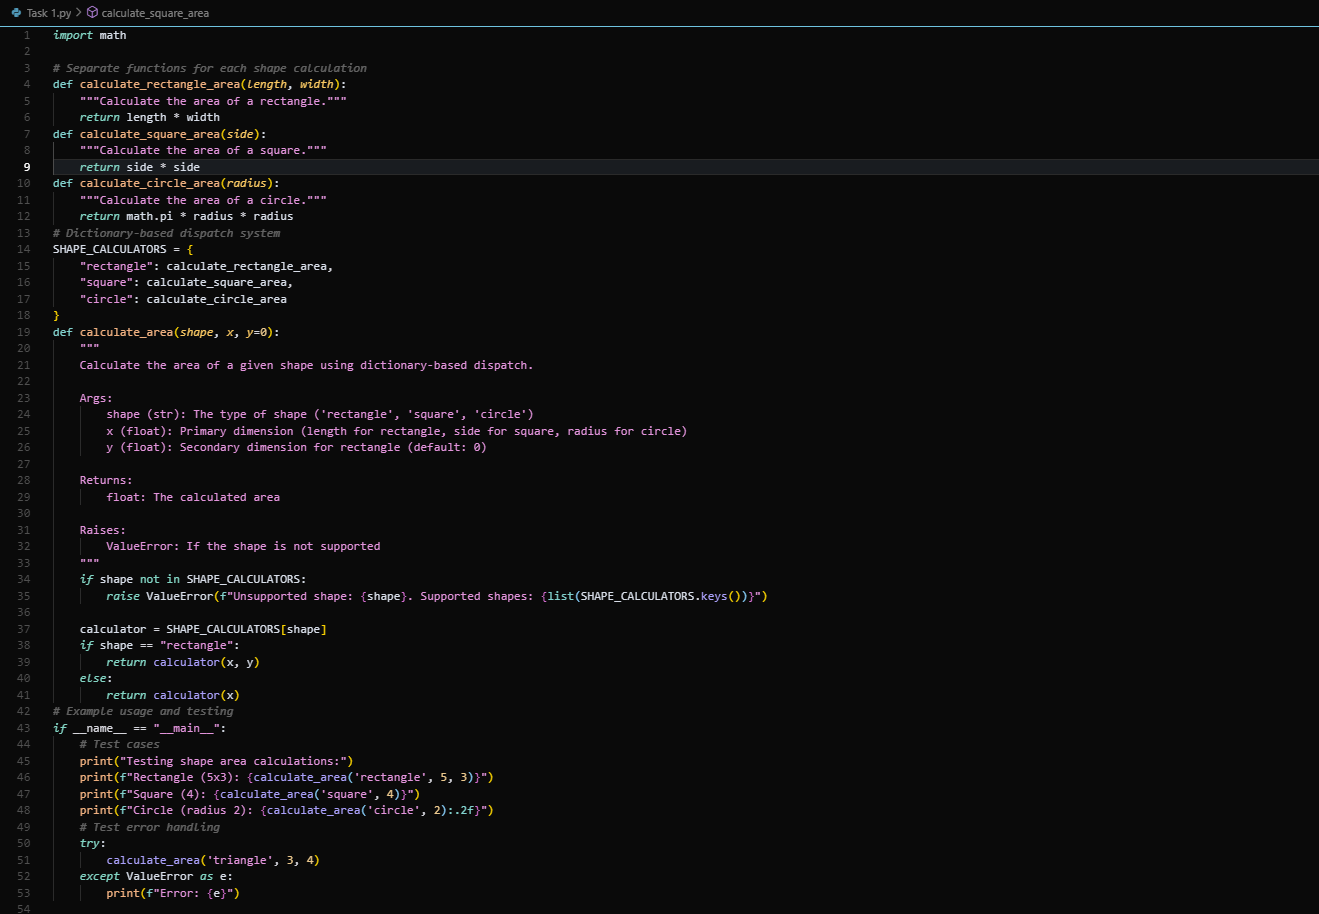 Task 1.py > calculate_square_area
1 import math
2
3 # Separate functions for each shape calculation
4 def calculate_rectangle_area(length, width):
5 """Calculate the area of a rectangle."""
6 return length * width
7 def calculate_square_area(side):
8 """Calculate the area of a square."""
9 return side * side
10 def calculate_circle_area(radius):
11 """Calculate the area of a circle."""
12 return math.pi * radius * radius
13 # Dictionary-based dispatch system
14 SHAPE_CALCULATORS = {
15 "rectangle": calculate_rectangle_area,
16 "square": calculate_square_area,
17 "circle": calculate_circle_area
18 }
19 def calculate_area(shape, x, y=0):
20 """
21 Calculate the area of a given shape using dictionary-based dispatch.
22
23 Args:
24 shape (str): The type of shape ('rectangle', 'square', 'circle')
25 x (float): Primary dimension (length for rectangle, side for square, radius for circle)
26 y (float): Secondary dimension for rectangle (default: 0)
27
28 Returns:
29 float: The calculated area
30
31 Raises:
32 ValueError: If the shape is not supported
33 """
34 if shape not in SHAPE_CALCULATORS:
35 raise ValueError(f"Unsupported shape: {shape}. Supported shapes: {list(SHAPE_CALCULATORS.keys())}")
36
37 calculator = SHAPE_CALCULATORS[shape]
38 if shape == "rectangle":
39 return calculator(x, y)
40 else:
41 return calculator(x)
42 # Example usage and testing
43 if __name__ == "__main__":
44 # Test cases
45 print("Testing shape area calculations:")
46 print(f"Rectangle (5x3): {calculate_area('rectangle', 5, 3)}")
47 print(f"Square (4): {calculate_area('square', 4)}")
48 print(f"Circle (radius 2): {calculate_area('circle', 2):.2f}")
49 # Test error handling
50 try:
51 calculate_area('triangle', 3, 4)
52 except ValueError as e:
53 print(f"Error: {e}")
54